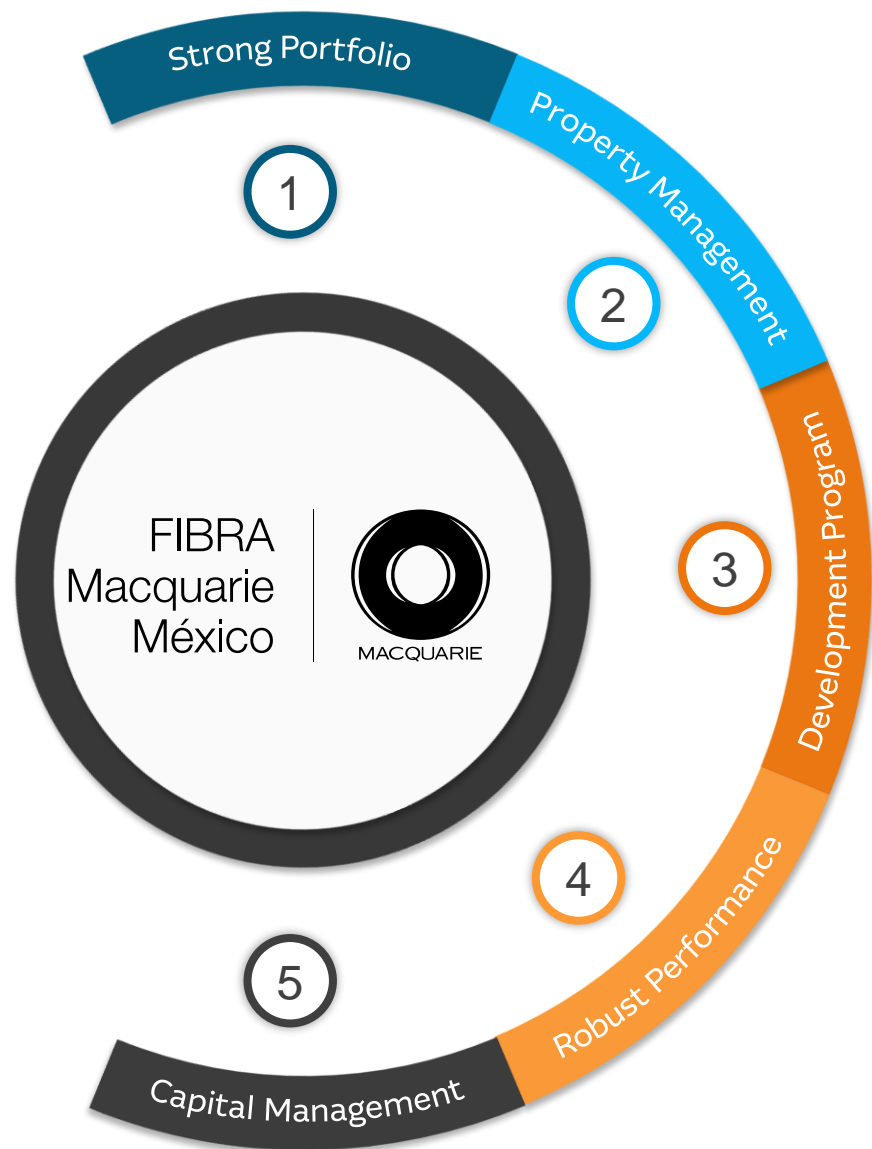 Strong Portfolio
1
Property Management
2
Development Program
3
FIBRA
Macquarie
México
MACQUARIE
4
Robust Performance
5
Capital Management